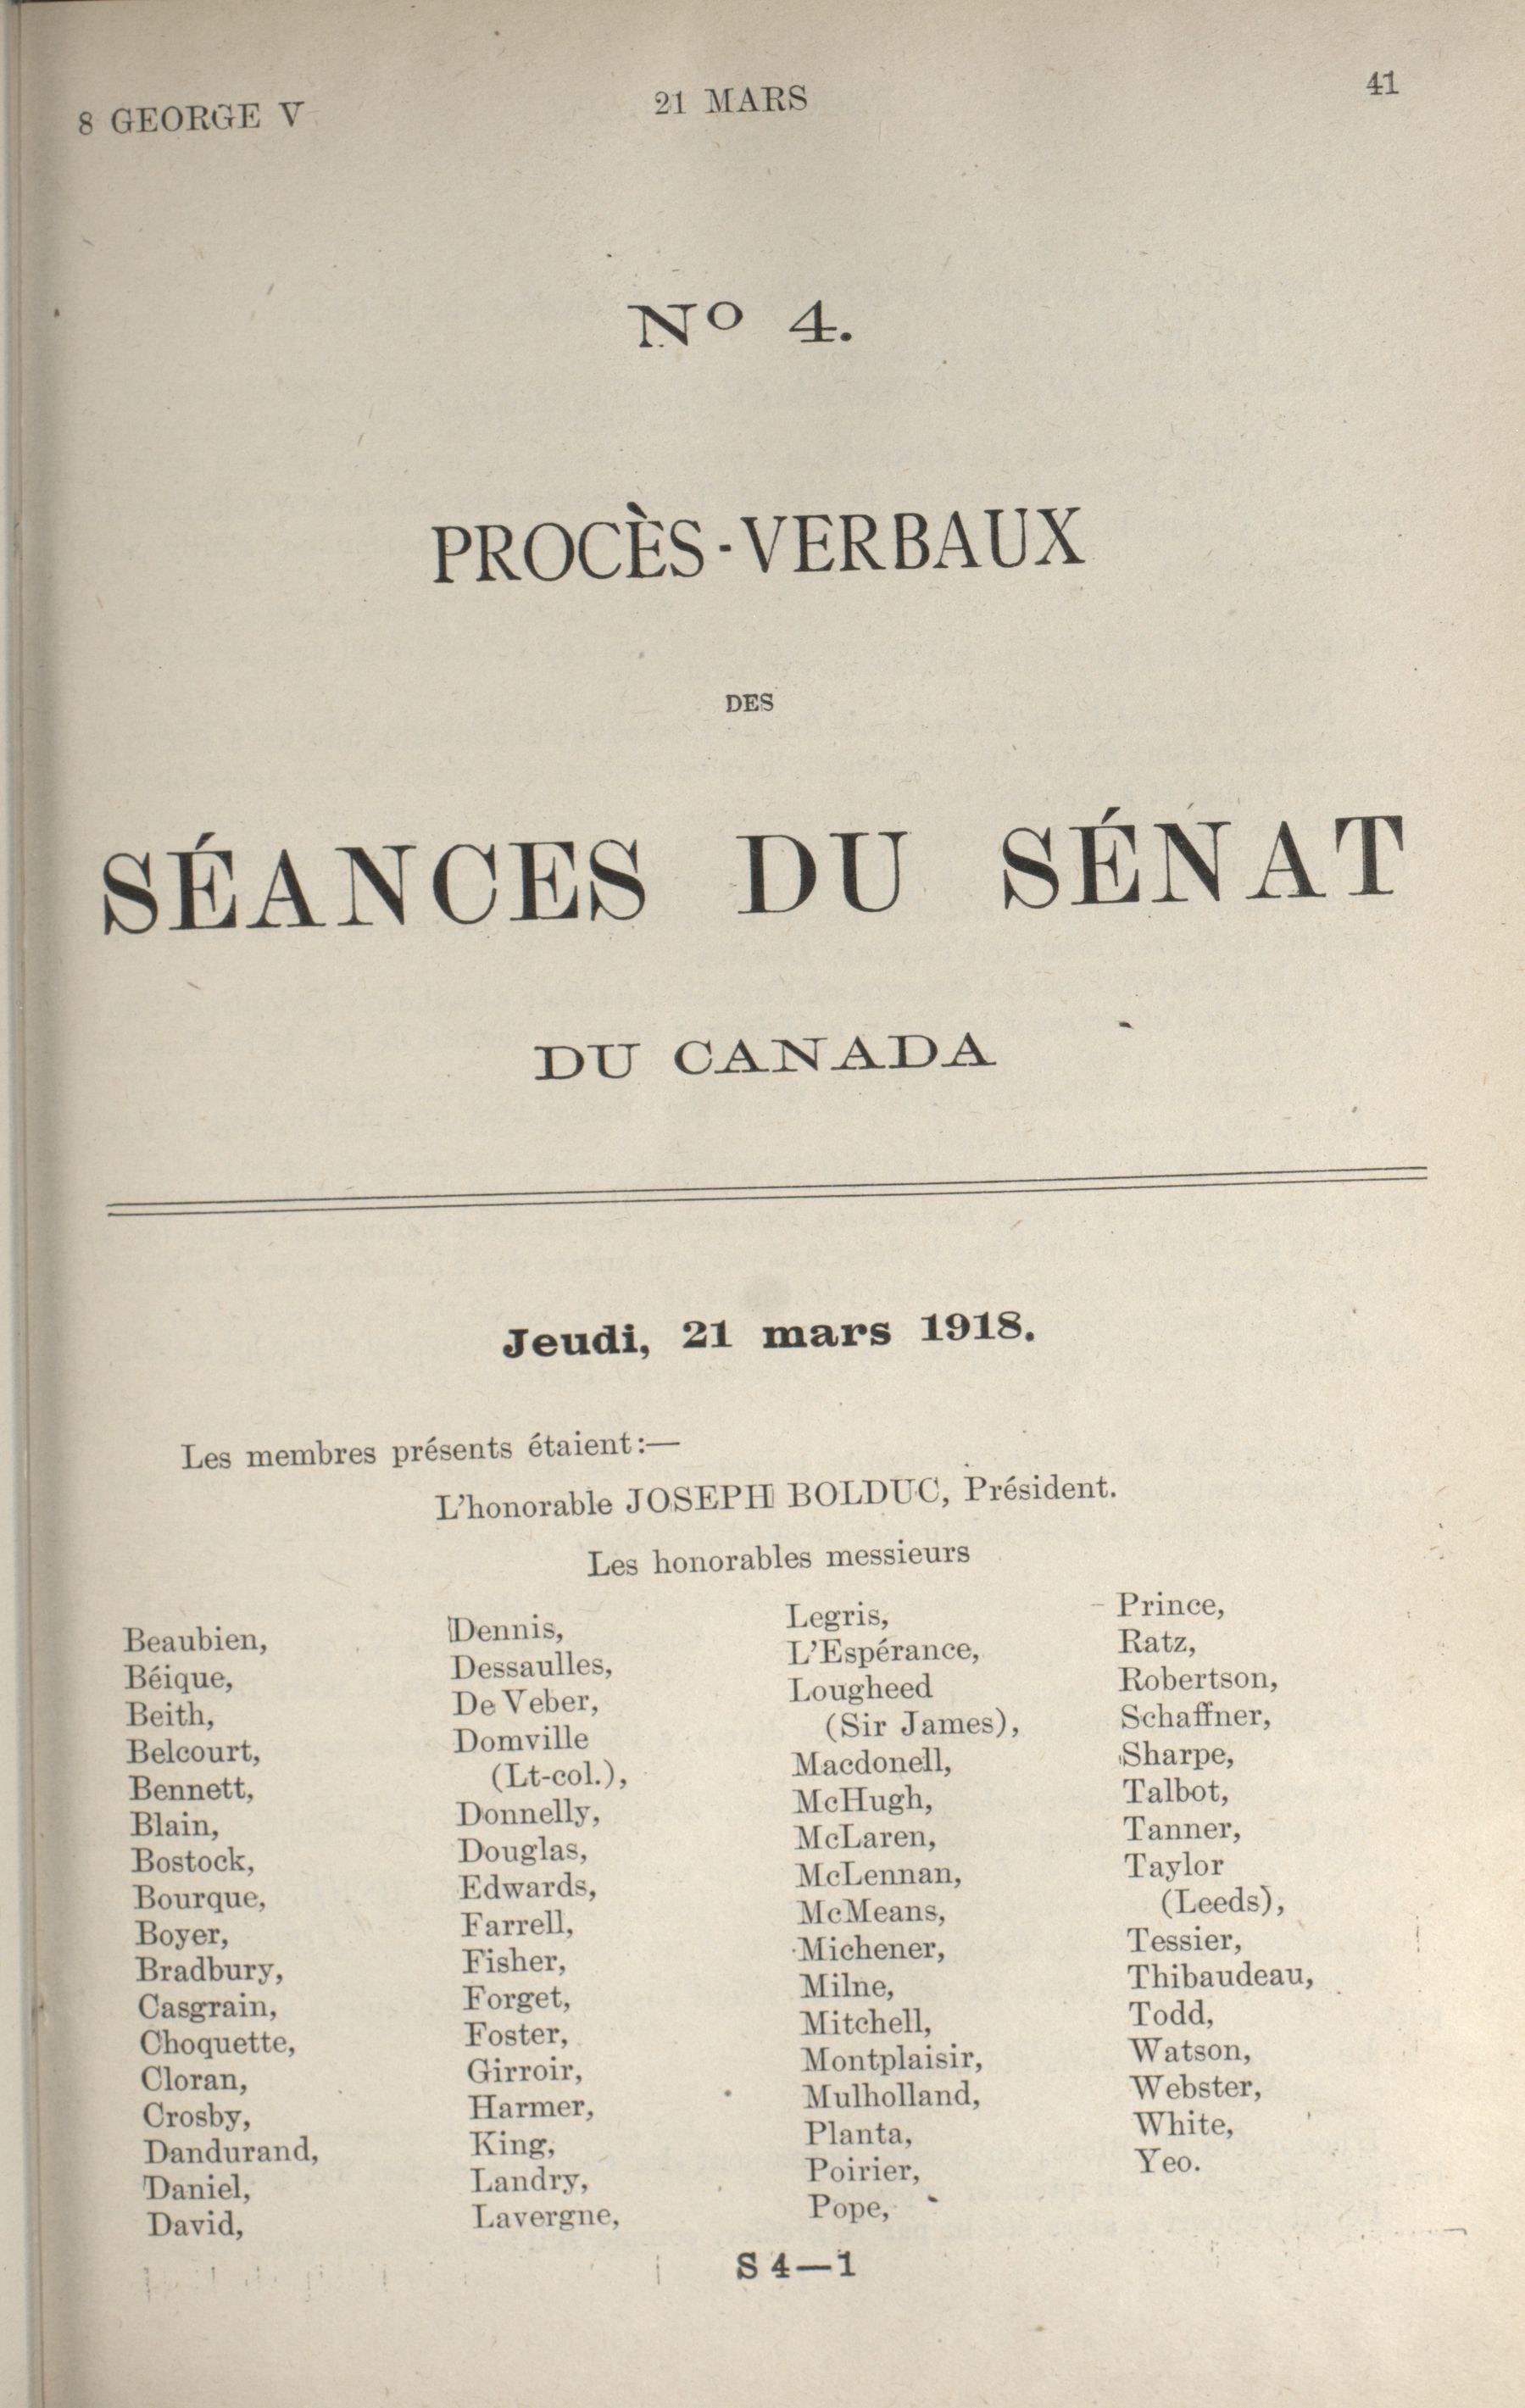 8 GEORGE V
21 MARS
41
Nº 4.
PROCÈS-VERBAUX
DES
SÉANCES DU SÉNAT
DU CANADA
Jeudi, 21 mars 1918.
Les membres présents étaient:—
L'honorable JOSEPH BOLDUC, Président.
Les honorables messieurs
Beaubien,
Béique,
Beith,
Belcourt,
Bennett,
Blain,
Bostock,
Bourque,
Boyer,
Bradbury,
Casgrain,
Choquette,
Cloran,
Crosby,
Dandurand,
Daniel,
David,
Dennis,
Dessaulles,
De Veber,
Domville
(Lt-col.),
Donnelly,
Douglas,
Edwards,
Farrell,
Fisher,
Forget,
Foster,
Girroir,
Harmer,
King,
Landry,
Lavergne,
Legris,
L'Espérance,
Lougheed
(Sir James),
Macdonell,
McHugh,
McLaren,
McLennan,
McMeans,
Michener,
Milne,
Mitchell,
Montplaisir,
Mulholland,
Planta,
Poirier,
Pope,
Prince,
Ratz,
Robertson,
Schaffner,
Sharpe,
Talbot,
Tanner,
Taylor
(Leeds),
Tessier,
Thibaudeau,
Todd,
Watson,
Webster,
White,
Yeo.
S 4—1